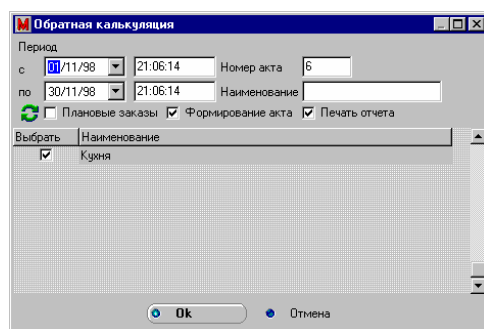 Обратная калькуляция
Период
с 01/11/98 21:06:14 Номер акта 6
по 30/11/98 21:06:14 Наименование
Плановые заказы Формирование акта Печать отчета
Выбрать Наименование
Кухня
Ok Отмена